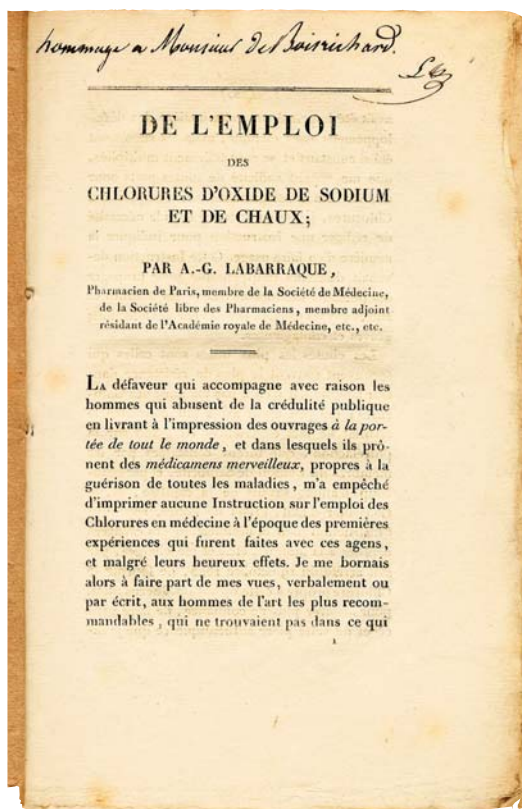 hommage a Monsieur de Boisrichard.
DE L'EMPLOI
DES
CHLORURES D'OXIDE DE SODIUM
ET DE CHAUX;
PAR A.-G. LABARRAQUE,
Pharmacien de Paris, membre de la Société de Médecine,
de la Société libre des Pharmaciens, membre adjoint
résidant de l'Académie royale de Médecine, etc., etc.
LA défaveur qui accompagne avec raison les
hommes qui abusent de la crédulité publique
en livrant à l'impression des ouvrages à la por-
tée de tout le monde, et dans lesquels ils prô-
nent des médicamens merveilleux, propres à la
guérison de toutes les maladies, m'a empêché
d'imprimer aucune Instruction sur l'emploi des
Chlorures en médecine à l'époque des premières
expériences qui furent faites avec ces agens,
et malgré leurs heureux effets. Je me bornais
alors à faire part de mes vues, verbalement ou
par écrit, aux hommes de l'art les plus recom-
mandables, qui ne trouvaient pas dans ce qui
1